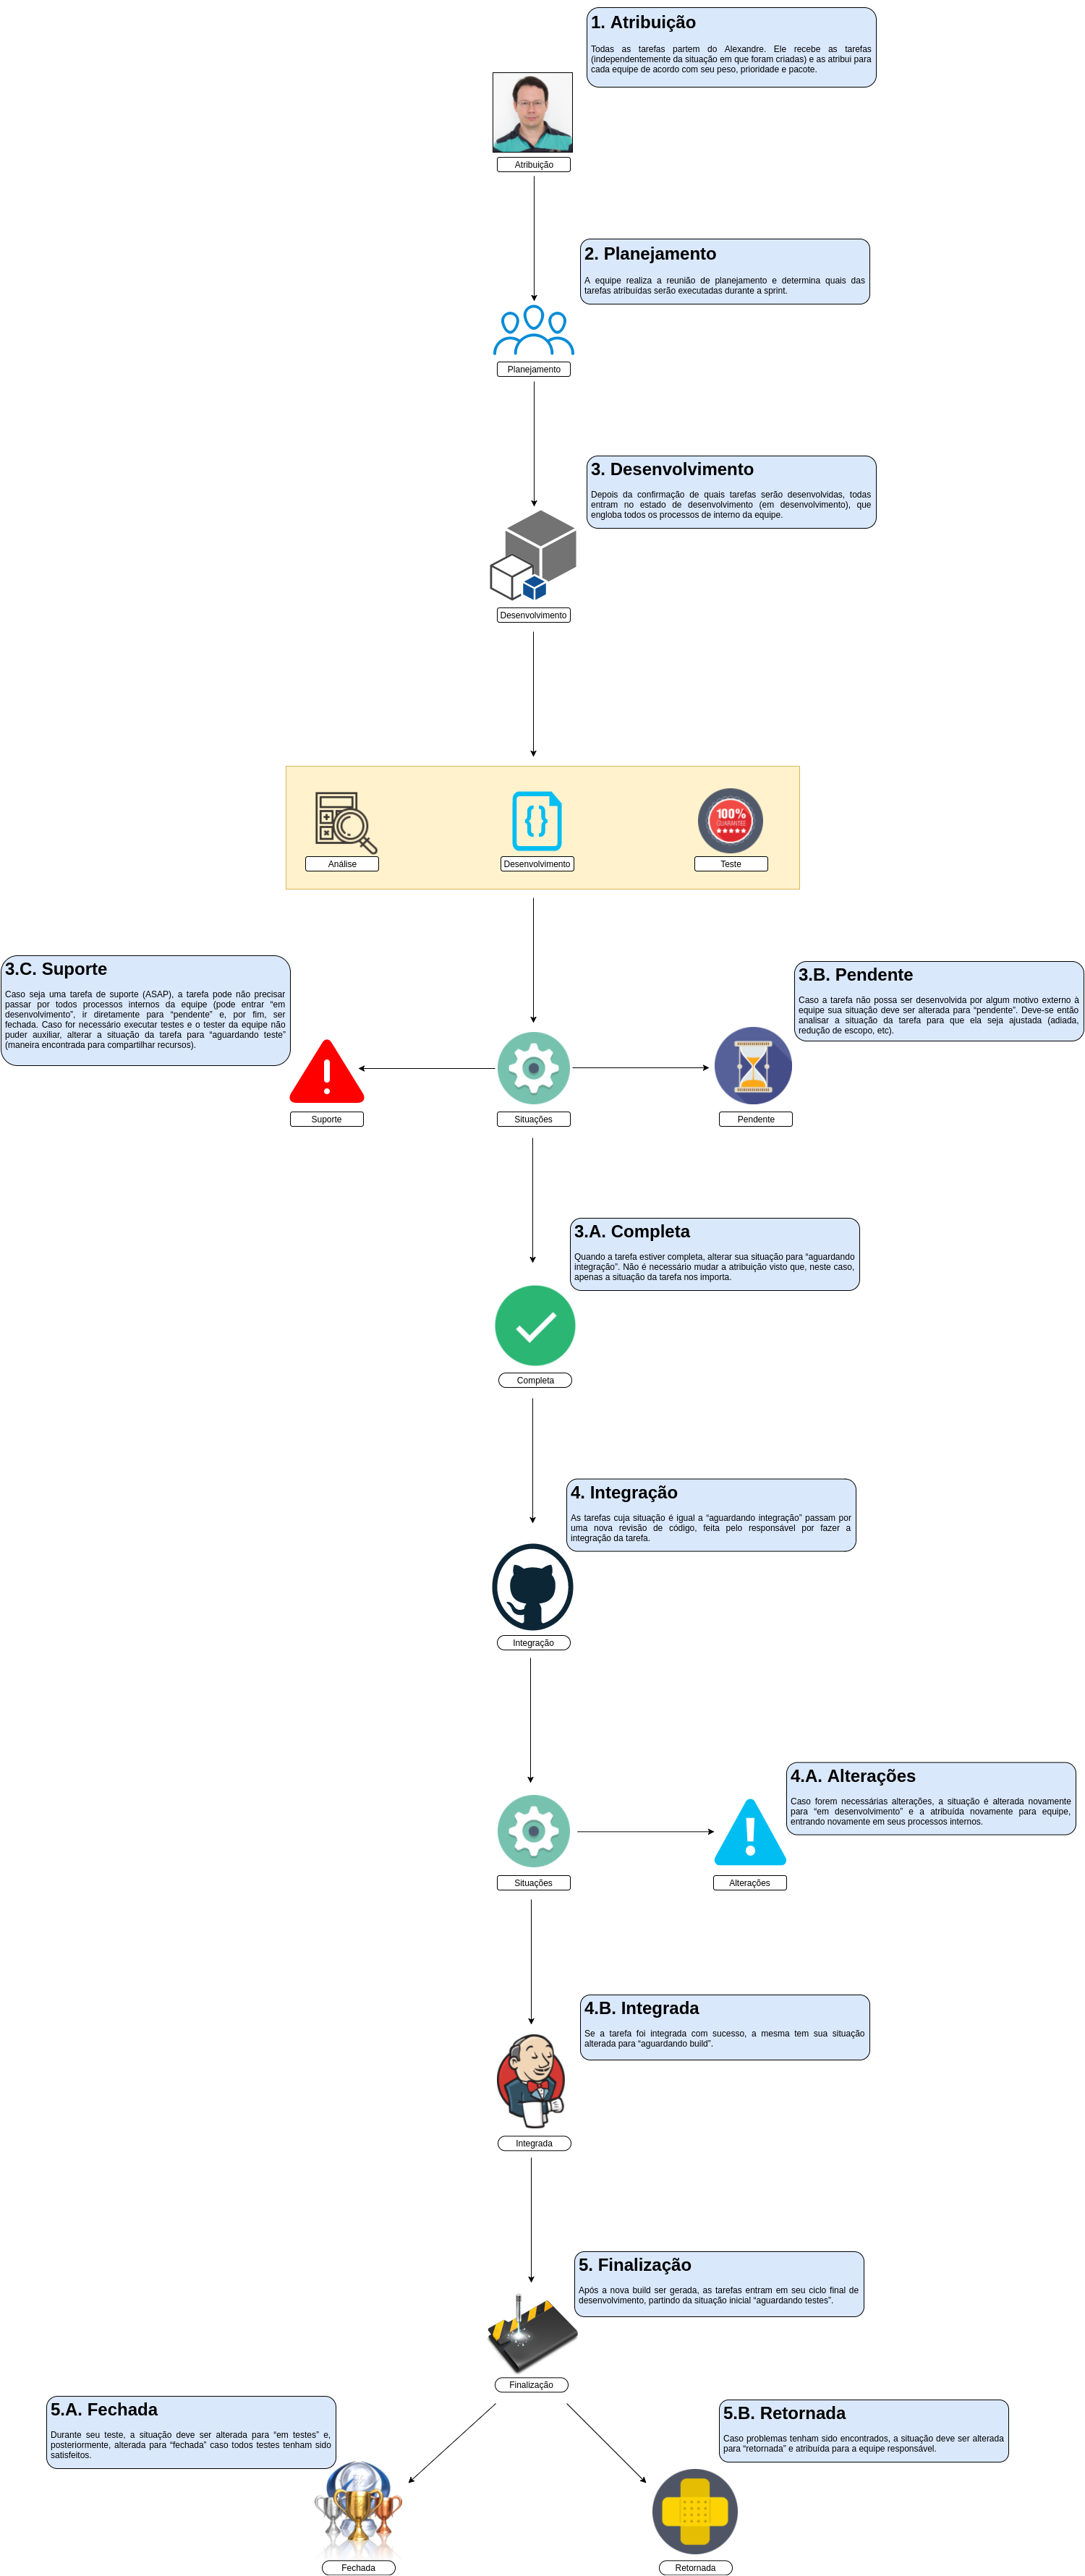 1. Atribuição
Todas as tarefas partem do Alexandre. Ele recebe as tarefas
(independentemente da situação em que foram criadas) e as atribui para
cada equipe de acordo com seu peso, prioridade e pacote.
Atribuição
2. Planejamento
A equipe realiza a reunião de planejamento e determina quais das
tarefas atribuídas serão executadas durante a sprint.
Planejamento
3. Desenvolvimento
Depois da confirmação de quais tarefas serão desenvolvidas, todas
entram no estado de desenvolvimento (em desenvolvimento), que
engloba todos os processos de interno da equipe.
Desenvolvimento
100%
GUARANTEE
Análise
Desenvolvimento
Teste
3.C. Suporte
Caso seja uma tarefa de suporte (ASAP), a tarefa pode não precisar
passar por todos processos internos da equipe (pode entrar “em
desenvolvimento”, ir diretamente para “pendente” e, por fim, ser
fechada. Caso for necessário executar testes e o tester da equipe não
puder auxiliar, alterar a situação da tarefa para “aguardando teste”
(maneira encontrada para compartilhar recursos).
3.B. Pendente
Caso a tarefa não possa ser desenvolvida por algum motivo externo à
equipe sua situação deve ser alterada para “pendente”. Deve-se então
analisar a situação da tarefa para que ela seja ajustada (adiada,
redução de escopo, etc).
Suporte
Situações
Pendente
3.A. Completa
Quando a tarefa estiver completa, alterar sua situação para “aguardando
integração”. Não é necessário mudar a atribuição visto que, neste caso,
apenas a situação da tarefa nos importa.
Completa
4. Integração
As tarefas cuja situação é igual a “aguardando integração” passam por
uma nova revisão de código, feita pelo responsável por fazer a
integração da tarefa.
Integração
4.A. Alterações
Caso forem necessárias alterações, a situação é alterada novamente
para “em desenvolvimento” e a atribuída novamente para equipe,
entrando novamente em seus processos internos.
Situações
Alterações
4.B. Integrada
Se a tarefa foi integrada com sucesso, a mesma tem sua situação
alterada para “aguardando build”.
Integrada
5. Finalização
Após a nova build ser gerada, as tarefas entram em seu ciclo final de
desenvolvimento, partindo da situação inicial “aguardando testes”.
Finalização
5.A. Fechada
Durante seu teste, a situação deve ser alterada para “em testes” e,
posteriormente, alterada para “fechada” caso todos testes tenham sido
satisfeitos.
5.B. Retornada
Caso problemas tenham sido encontrados, a situação deve ser alterada
para “retornada” e atribuída para a equipe responsável.
Fechada
Retornada